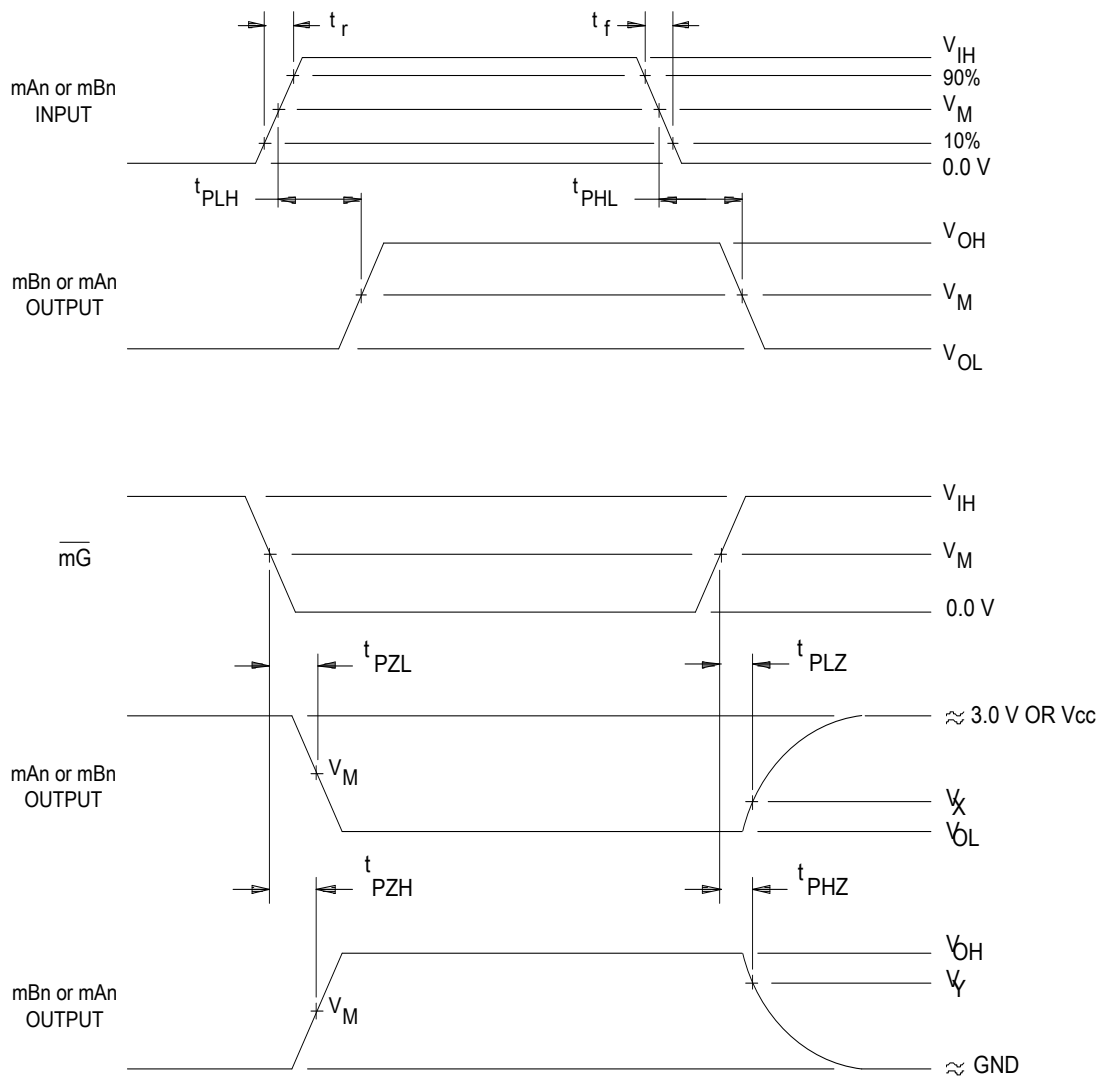 t r
t f
V IH
90%
mAn or mBn
INPUT
V M
10%
0.0 V
t PLH
t PHL
V OH
mBn or mAn
OUTPUT
V M
V OL
V IH
mG
V M
0.0 V
t PZL
t PLZ
≈ 3.0 V OR Vcc
mAn or mBn
OUTPUT
V M
V X
V OL
t PZH
t PHZ
V OH
V Y
mBn or mAn
OUTPUT
V M
≈ GND